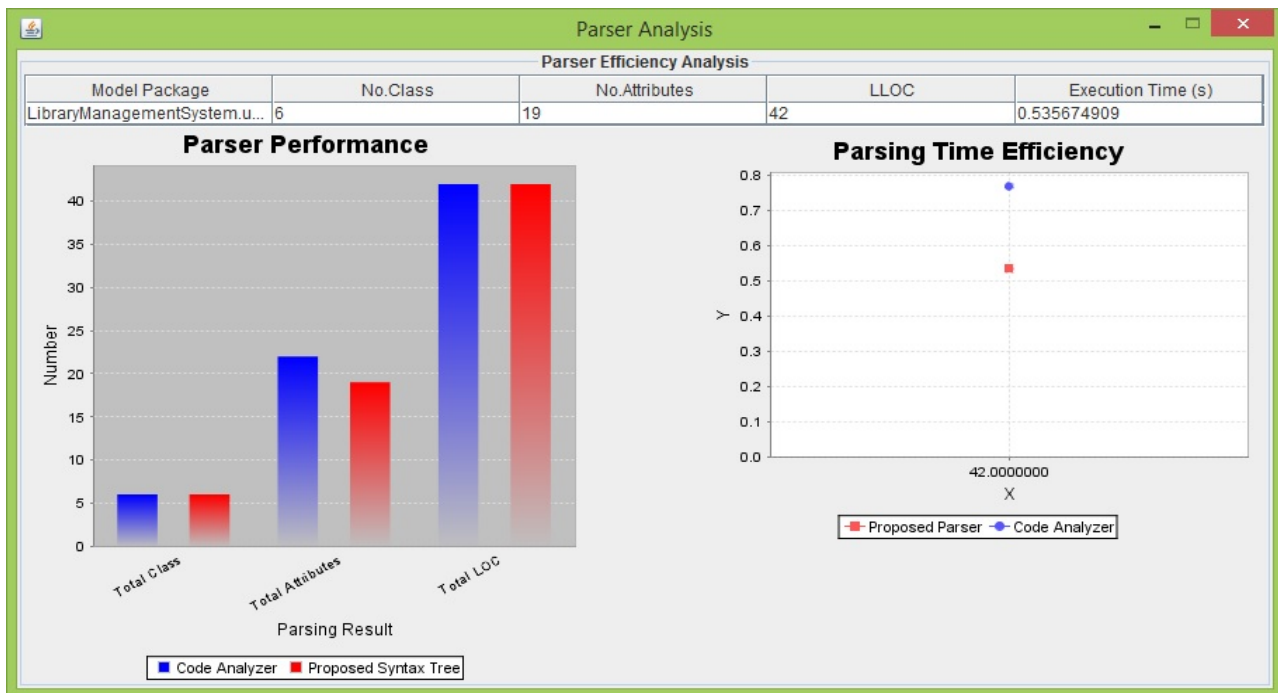 Parser Analysis
Parser Efficiency Analysis
Model Package No.Class No.Attributes LLOC Execution Time (s)
LibraryManagementSystem.u... 6 19 42 0.535674909
Parser Performance
40
35
30
25
20
15
10
5
0
Number
Total Class Total Attributes Total LOC
Parsing Result
Code Analyzer Proposed Syntax Tree
Parsing Time Efficiency
0.8
0.7
0.6
0.5
0.4
0.3
0.2
0.1
0.0
Y
42.0000000
X
Proposed Parser Code Analyzer